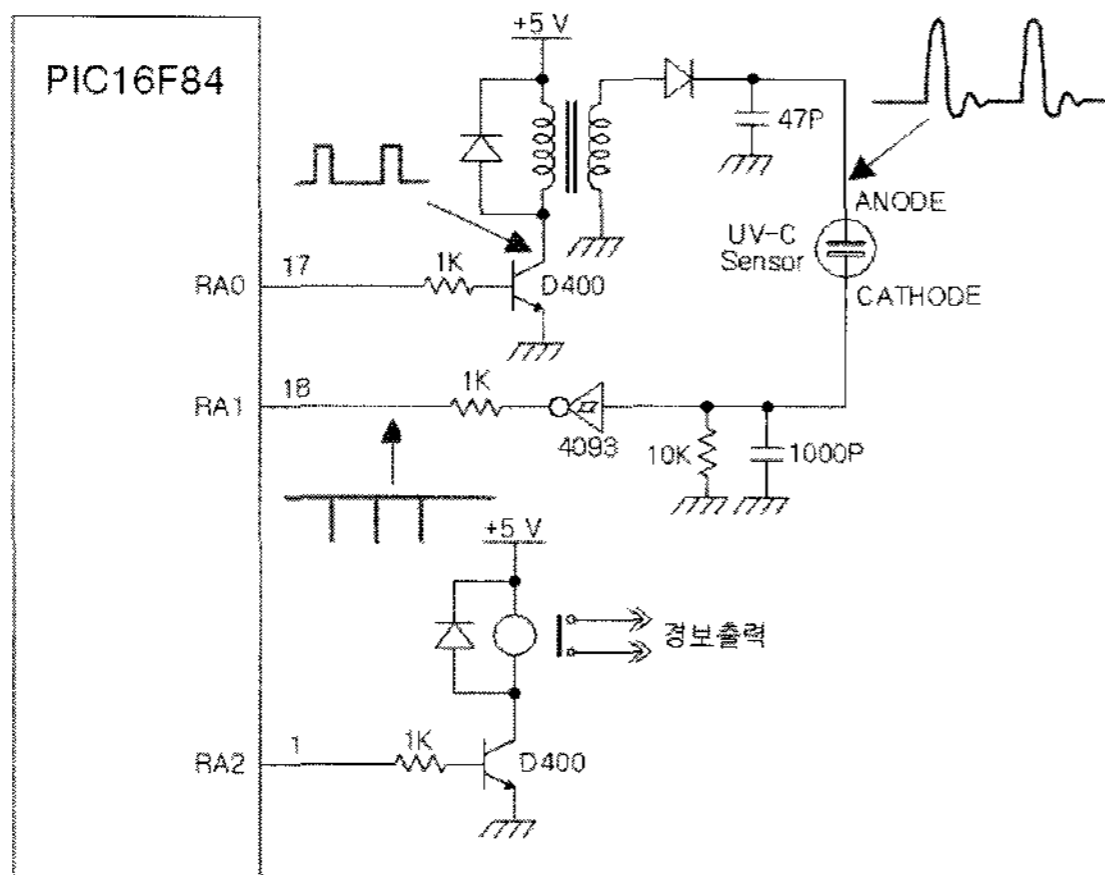 +5 V
PIC16F84
47P
ANODE
UV-C
Sensor
CATHODE
1K
D400
RA0
17
RA1
18
1K
4093
10K
1000P
+5 V
경보출력
RA2
1
1K
D400